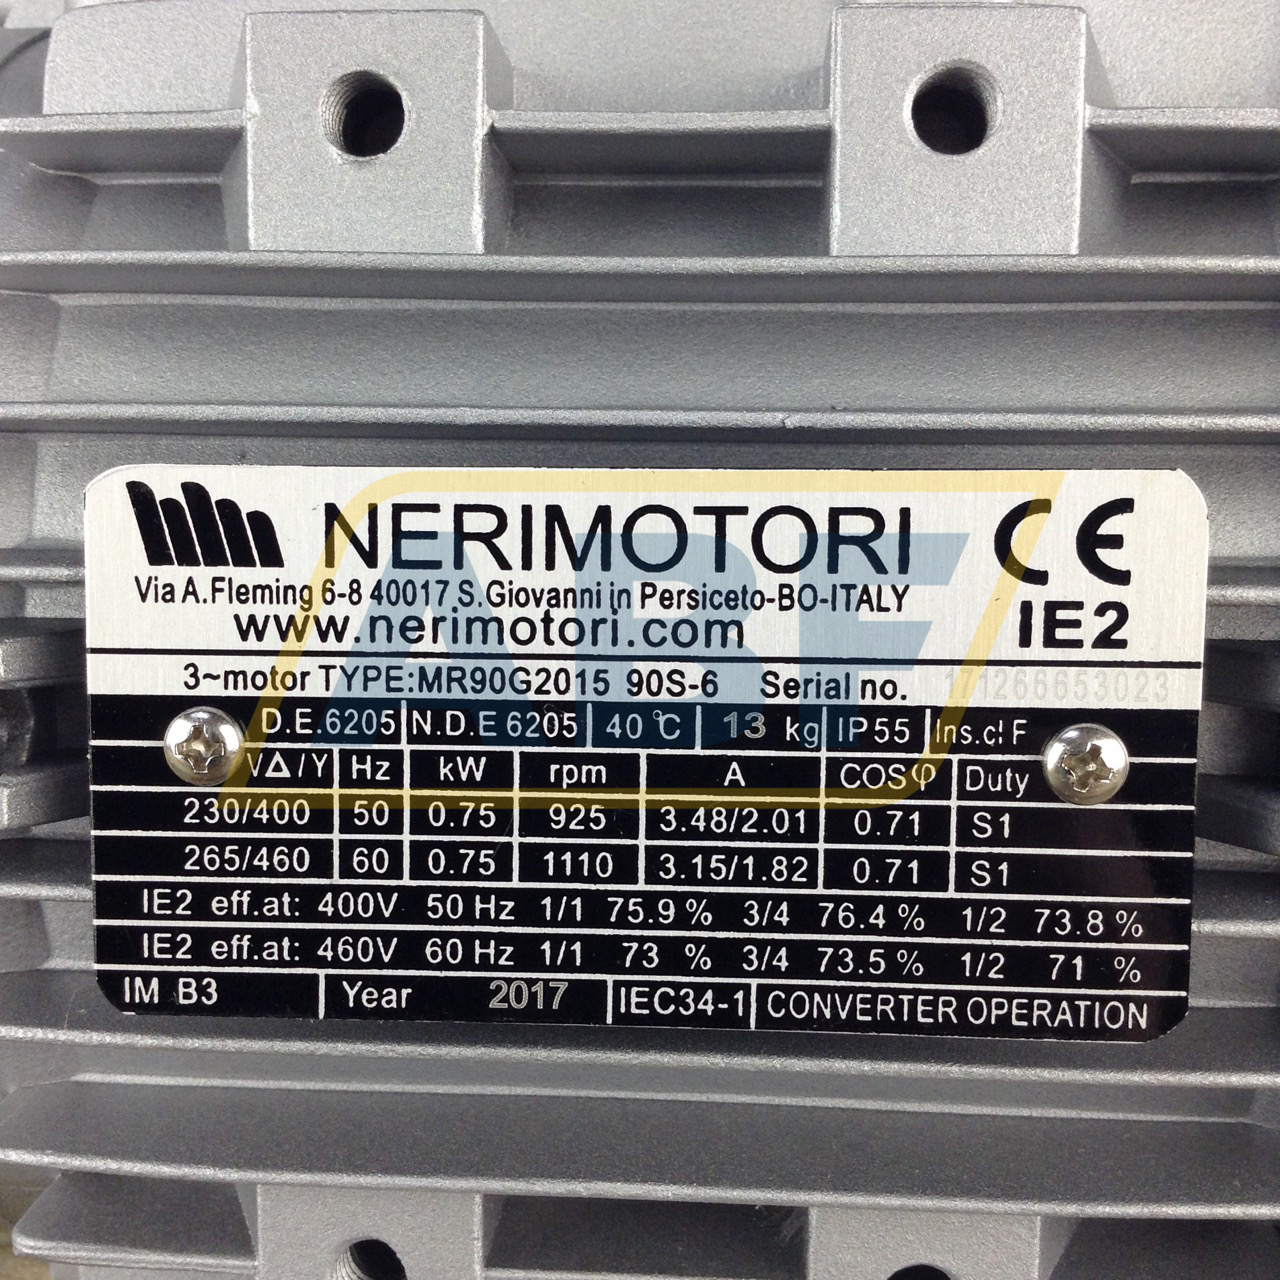 NERIMOTORI CE
Via A.Fleming 6-8 40017 S.Giovanni in Persiceto-BO-ITALY
www.nerimotori.com IE2
3~motor TYPE:MR90G2015 90S-6 Serial no. 171266653023
D.E.6205 N.D.E 6205 40 °C 13 kg IP55 Ins.cl F
VΔ/Y Hz kW rpm A COSφ Duty
230/400 50 0.75 925 3.48/2.01 0.71 S1
265/460 60 0.75 1110 3.15/1.82 0.71 S1
IE2 eff.at: 400V 50 Hz 1/1 75.9 % 3/4 76.4 % 1/2 73.8 %
IE2 eff.at: 460V 60 Hz 1/1 73 % 3/4 73.5 % 1/2 71 %
IM B3 Year 2017 IEC34-1 CONVERTER OPERATION
ABF